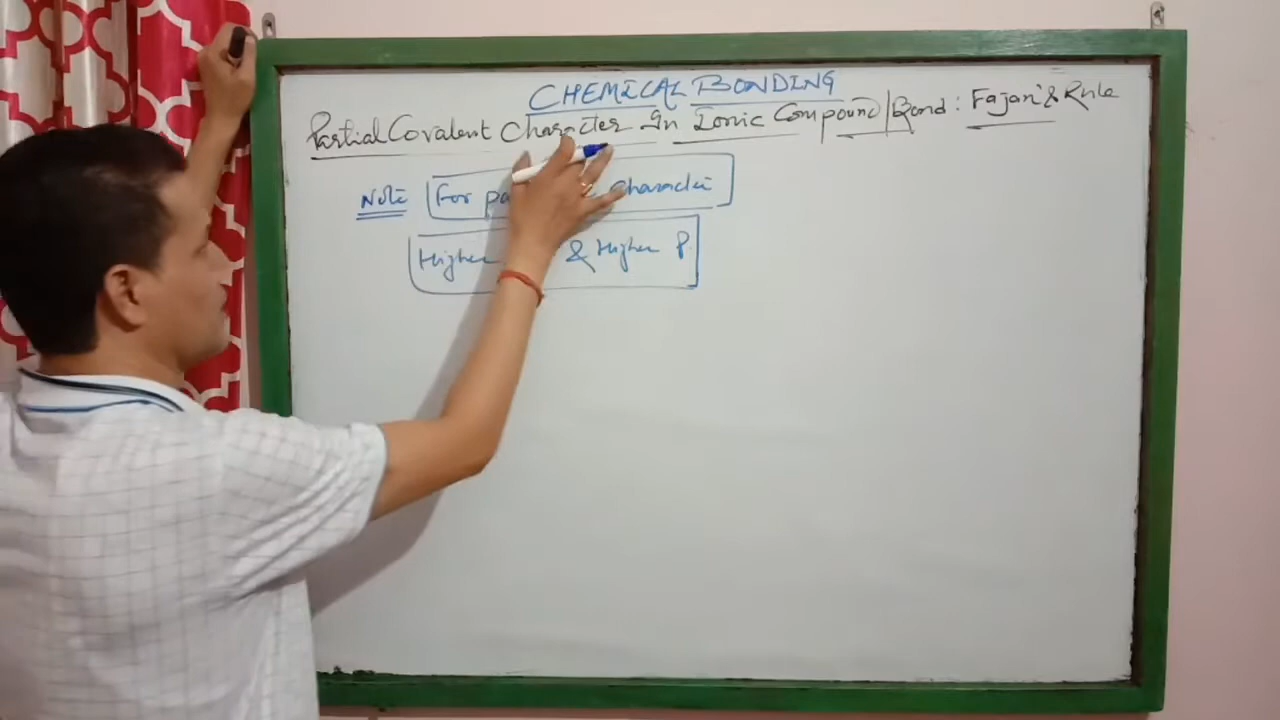 CHEMICAL BONDING
Partial Covalent Character In Ionic Compound/Bond : Fajan's Rule
Note For pa Character
Higher & Higher P